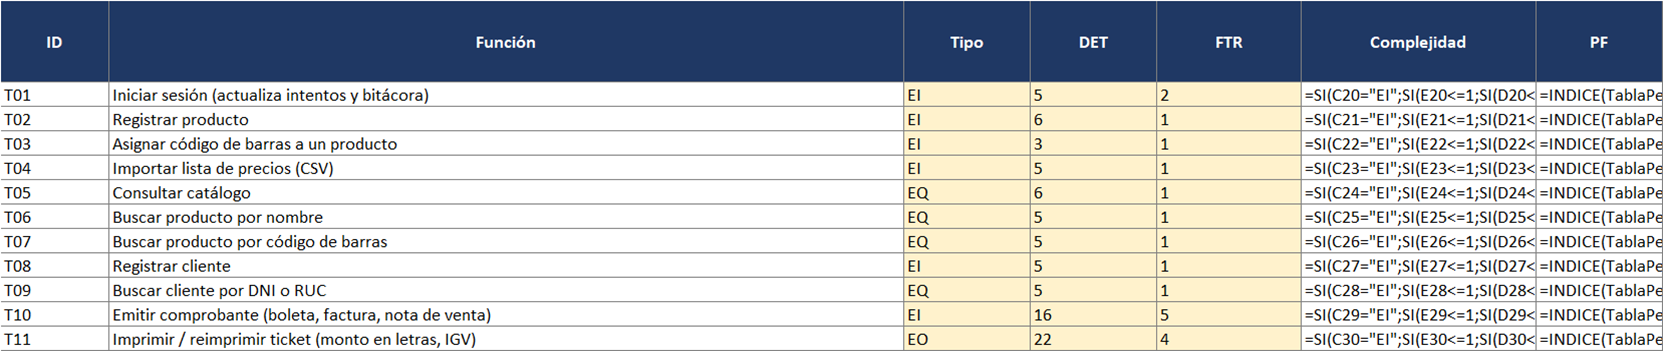 ID Función Tipo DET FTR Complejidad PF
T01 Iniciar sesión (actualiza intentos y bitácora) EI 5 2 =SI(C20="EI";SI(E20<=1;SI(D20< =INDICE(TablaPe
T02 Registrar producto EI 6 1 =SI(C21="EI";SI(E21<=1;SI(D21< =INDICE(TablaPe
T03 Asignar código de barras a un producto EI 3 1 =SI(C22="EI";SI(E22<=1;SI(D22< =INDICE(TablaPe
T04 Importar lista de precios (CSV) EI 5 1 =SI(C23="EI";SI(E23<=1;SI(D23< =INDICE(TablaPe
T05 Consultar catálogo EQ 6 1 =SI(C24="EI";SI(E24<=1;SI(D24< =INDICE(TablaPe
T06 Buscar producto por nombre EQ 5 1 =SI(C25="EI";SI(E25<=1;SI(D25< =INDICE(TablaPe
T07 Buscar producto por código de barras EQ 5 1 =SI(C26="EI";SI(E26<=1;SI(D26< =INDICE(TablaPe
T08 Registrar cliente EI 5 1 =SI(C27="EI";SI(E27<=1;SI(D27< =INDICE(TablaPe
T09 Buscar cliente por DNI o RUC EQ 5 1 =SI(C28="EI";SI(E28<=1;SI(D28< =INDICE(TablaPe
T10 Emitir comprobante (boleta, factura, nota de venta) EI 16 5 =SI(C29="EI";SI(E29<=1;SI(D29< =INDICE(TablaPe
T11 Imprimir / reimprimir ticket (monto en letras, IGV) EO 22 4 =SI(C30="EI";SI(E30<=1;SI(D30< =INDICE(TablaPe